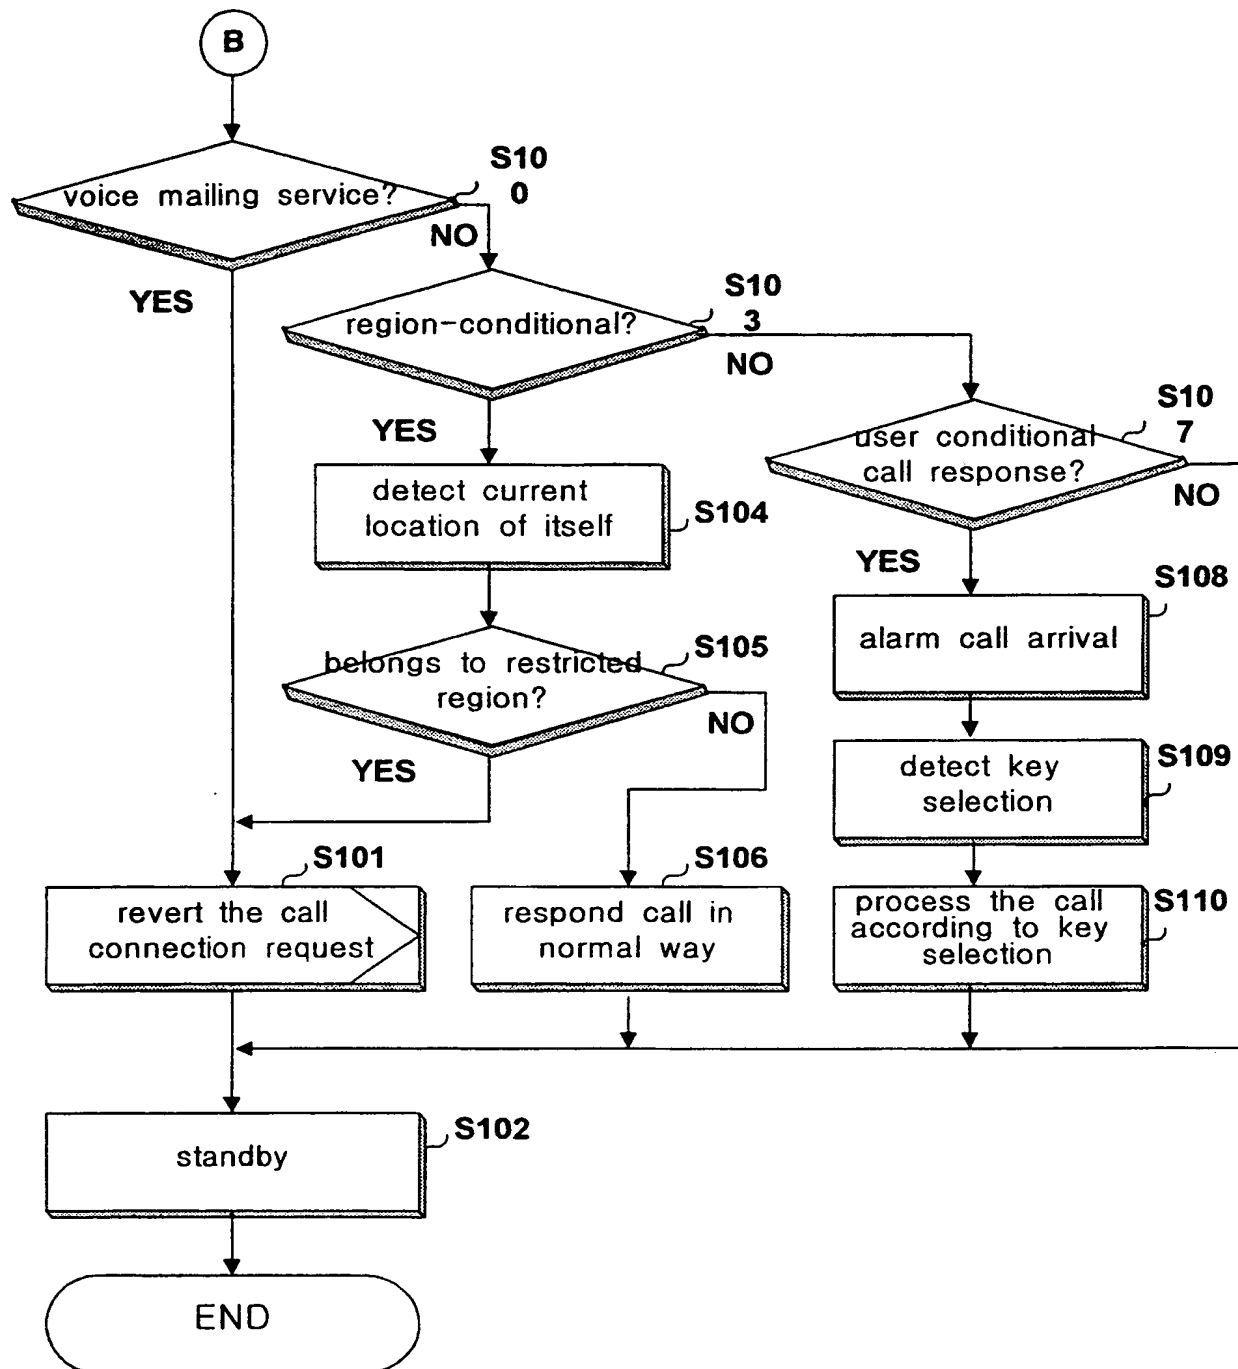 B
voice mailing service?
S10
0
NO
YES
region-conditional?
S10
3
NO
YES
user conditional
call response?
S10
7
NO
YES
detect current
location of itself
S104
belongs to restricted
region?
S105
NO
YES
alarm call arrival
S108
detect key
selection
S109
revert the call
connection request
S101
respond call in
normal way
S106
process the call
according to key
selection
S110
standby
S102
END